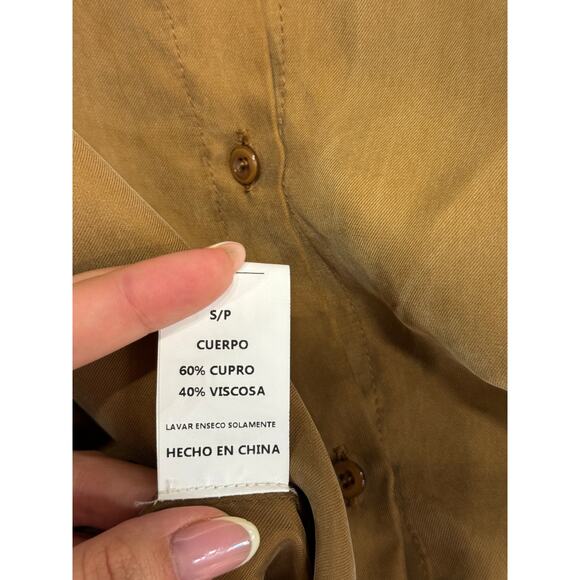 S/P
CUERPO
60% CUPRO
40% VISCOSA
LAVAR ENSECO SOLAMENTE
HECHO EN CHINA